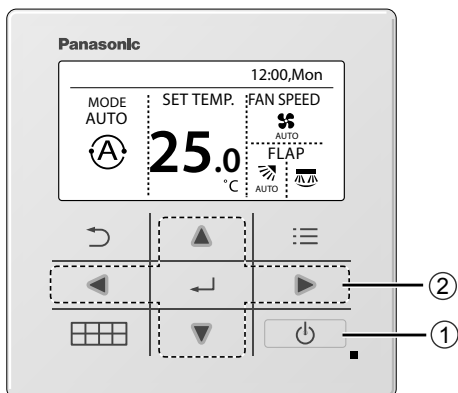 Panasonic
12:00,Mon
MODE SET TEMP. FAN SPEED
AUTO
A 25.0 °C
AUTO
FLAP
AUTO
2
1